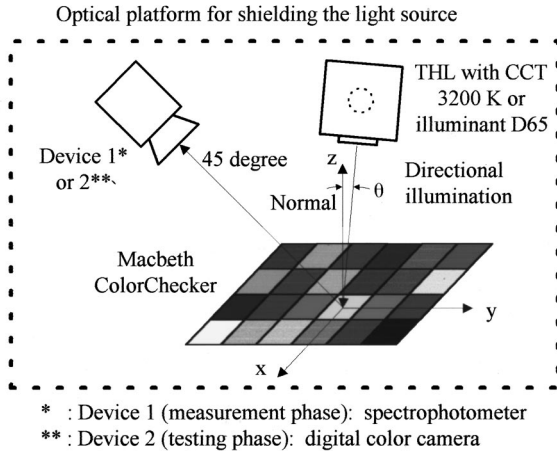 Optical platform for shielding the light source
THL with CCT
3200 K or
illuminant D65
Device 1*
or 2**、
45 degree
z
Directional
illumination
Normal
θ
Macbeth
ColorChecker
y
x
* : Device 1 (measurement phase): spectrophotometer
** : Device 2 (testing phase): digital color camera